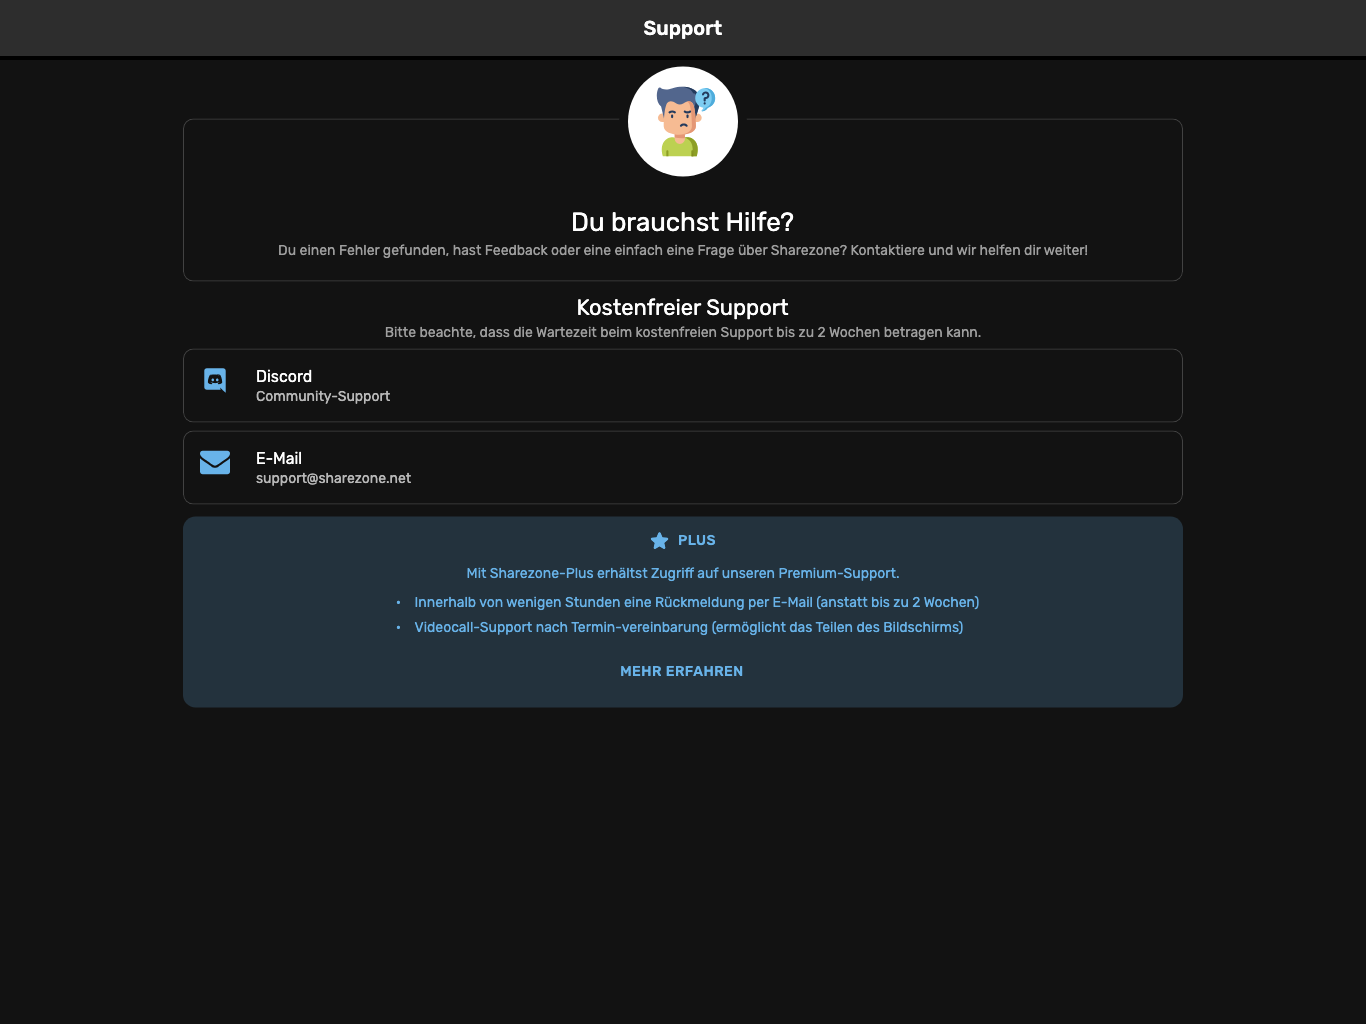 Support
?
Du brauchst Hilfe?
Du einen Fehler gefunden, hast Feedback oder eine einfach eine Frage über Sharezone? Kontaktiere und wir helfen dir weiter!
Kostenfreier Support
Bitte beachte, dass die Wartezeit beim kostenfreien Support bis zu 2 Wochen betragen kann.
Discord
Community-Support
E-Mail
support@sharezone.net
PLUS
Mit Sharezone-Plus erhältst Zugriff auf unseren Premium-Support.
• Innerhalb von wenigen Stunden eine Rückmeldung per E-Mail (anstatt bis zu 2 Wochen)
• Videocall-Support nach Termin-vereinbarung (ermöglicht das Teilen des Bildschirms)
MEHR ERFAHREN